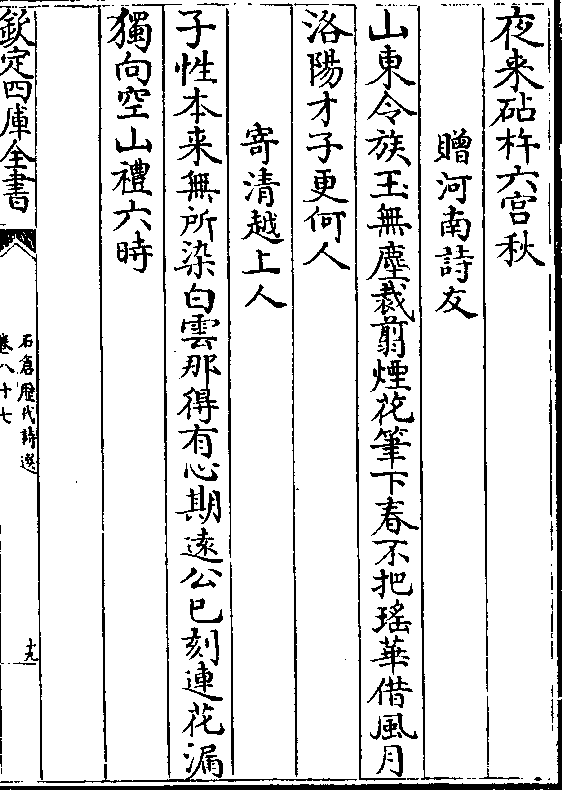 夜来砧杵六宫秋
贈河南詩友
山東令族玉無塵裁翦煙花筆下春不把瑤華借風月
洛陽才子更何人
寄清越上人
子性本来無所染白雲那得有心期遠公已刻連花漏
獨向空山禮六時
欽定四庫全書
石倉歷代詩選
卷八十七
十九